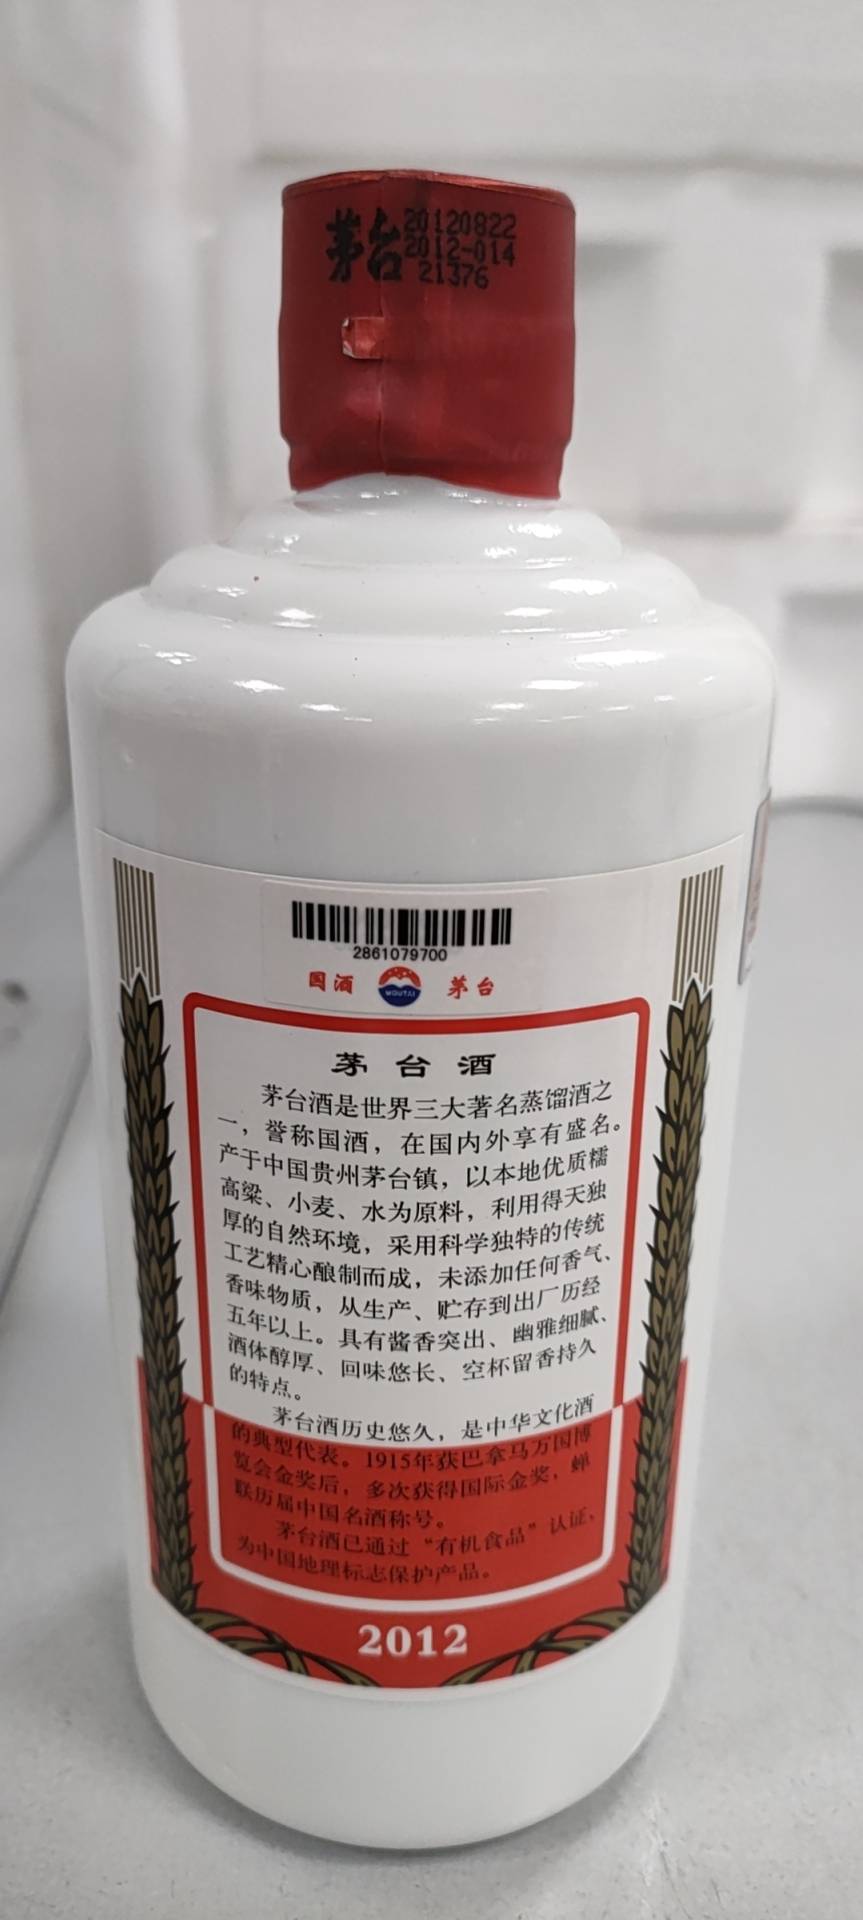 茅台
20120822
2012-014
21376
2861079700
国酒
MOUTAI
茅台
茅台酒
茅台酒是世界三大著名蒸馏酒之
一，誉称国酒，在国内外享有盛名。
产于中国贵州茅台镇，以本地优质糯
高粱、小麦、水为原料，利用得天独
厚的自然环境，采用科学独特的传统
工艺精心酿制而成，未添加任何香气、
香味物质，从生产、贮存到出厂历经
五年以上。具有酱香突出、幽雅细腻、
酒体醇厚、回味悠长、空杯留香持久
的特点。
茅台酒历史悠久，是中华文化酒
的典型代表。1915年获巴拿马万国博
览会金奖后，多次获得国际金奖，蝉
联历届中国名酒称号。
茅台酒已通过“有机食品”认证，
为中国地理标志保护产品。
2012